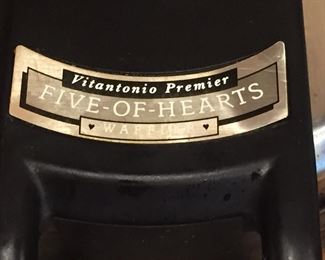 Vitantonio Premier
FIVE-OF-HEARTS
♥ WAFFLER ♥